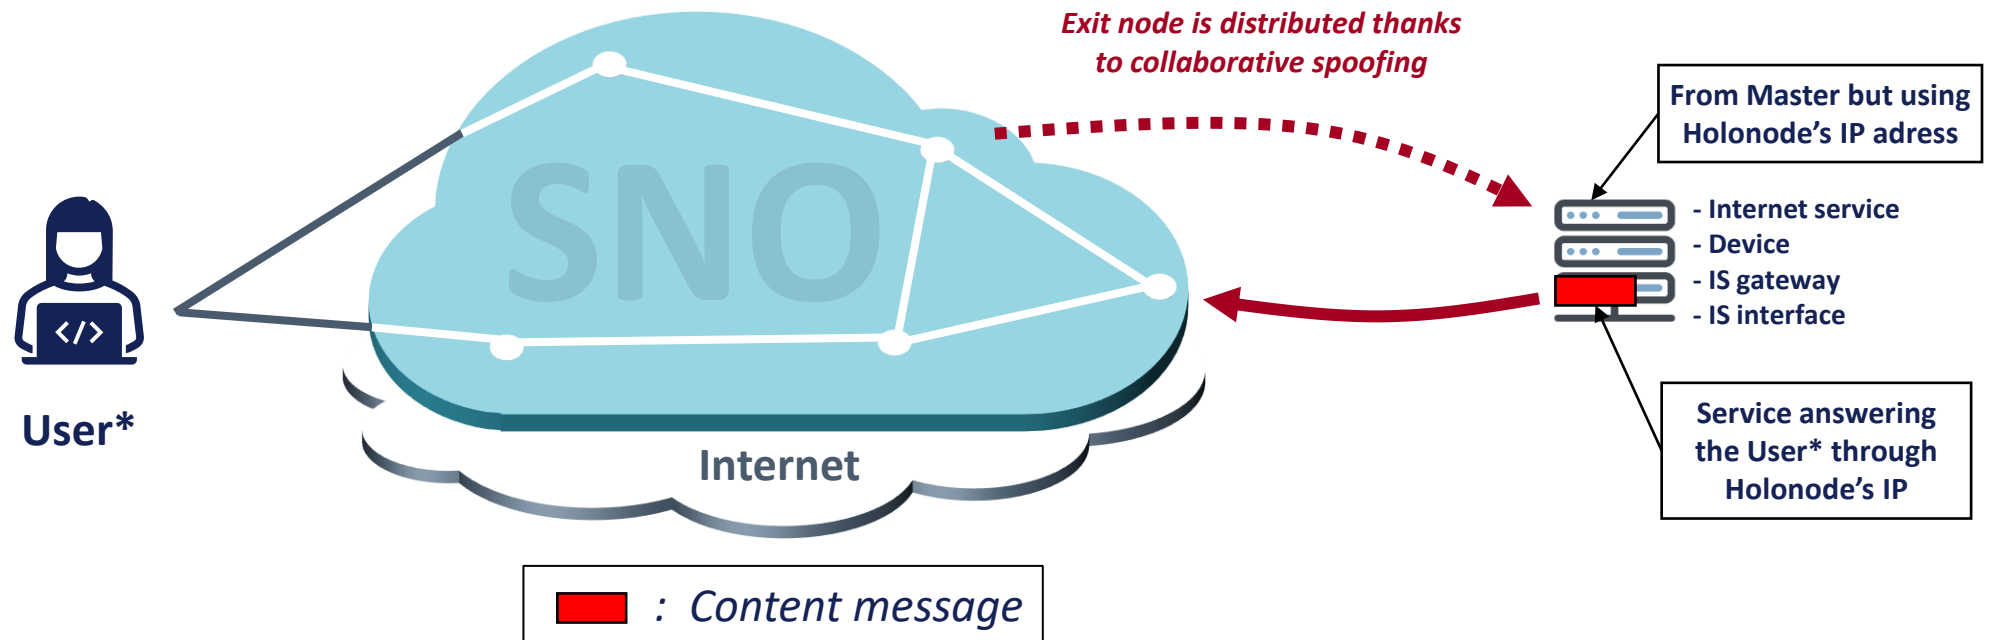 Exit node is distributed thanks
to collaborative spoofing
From Master but using
Holonode’s IP adress
SNO
- Internet service
- Device
- IS gateway
- IS interface
</>
User*
Internet
Service answering
the User* through
Holonode’s IP
: Content message